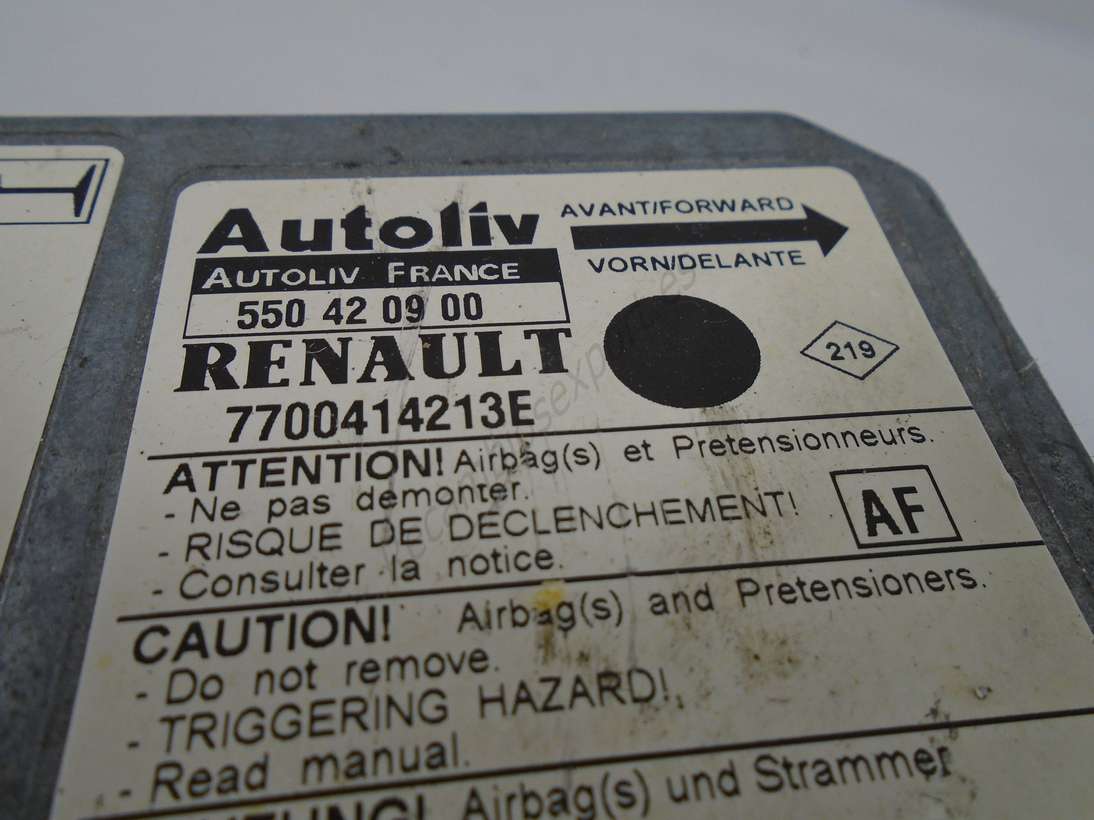 Autoliv
AUTOLIV FRANCE
550 42 09 00
RENAULT
7700414213E
AVANT/FORWARD
VORN/DELANTE
219
ATTENTION! Airbag(s) et Pretensionneurs.
- Ne pas demonter.
- RISQUE DE DECLENCHEMENT!
- Consulter la notice.
AF
CAUTION! Airbag(s) and Pretensioners.
- Do not remove.
- TRIGGERING HAZARD!
- Read manual.
Airbag(s) und Strammer